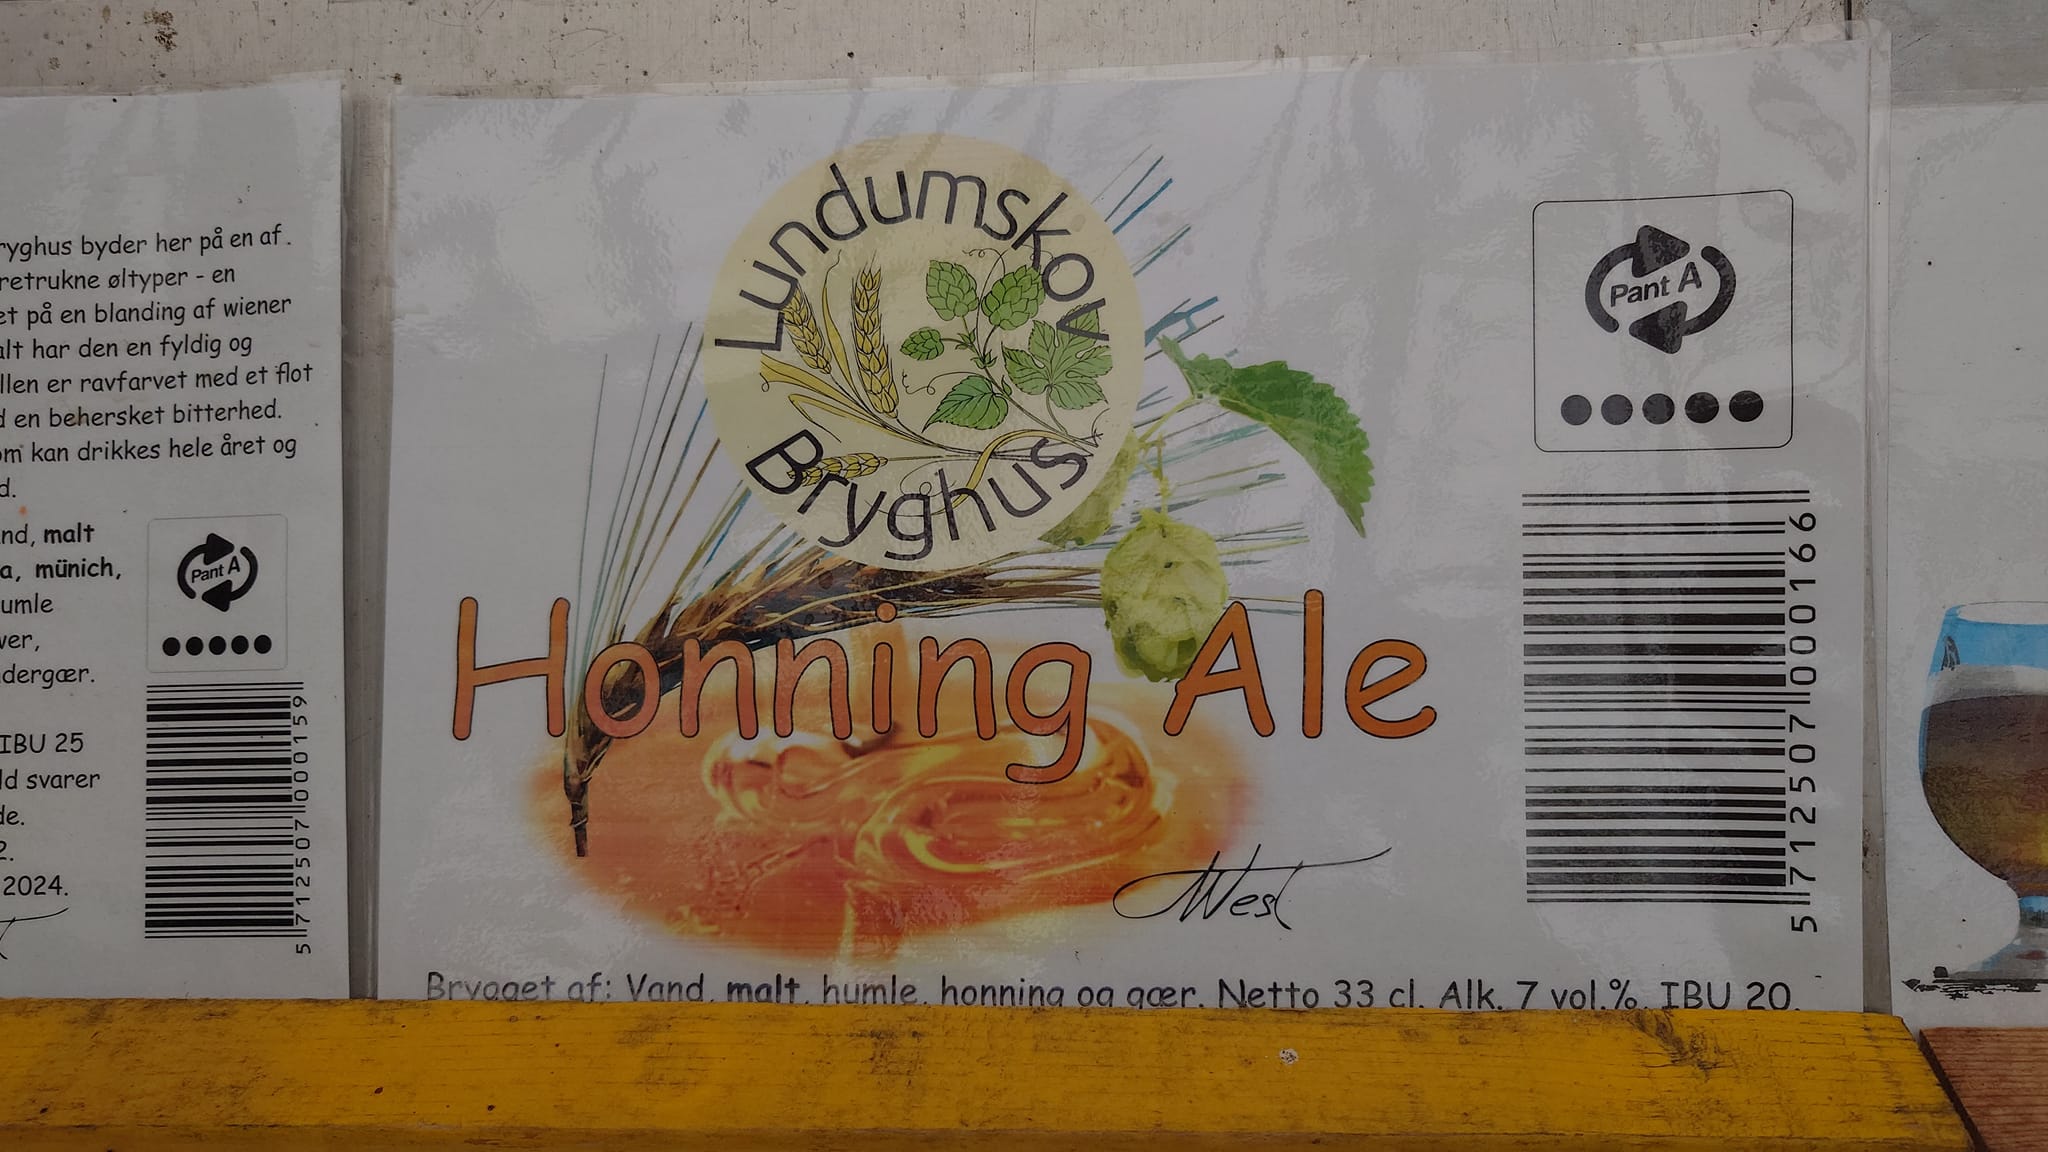 ryghus byder her på en af.
retrukne øltyper - en
et på en blanding af wiener
alt har den en fyldig og
llen er ravfarvet med et flot
d en behersket bitterhed.
om kan drikkes hele året og
d.
nd, malt
a, münich,
umle
ver,
dergær.
IBU 25
ld svarer
de.
2.
2024.
Pant A
5 712507 000159
Lundumskov
Bryghus
Honning Ale
West
Brygget af: Vand, malt, humle, honning og gær. Netto 33 cl. Alk. 7 vol.%. IBU 20.
Pant A
5 712507 000166